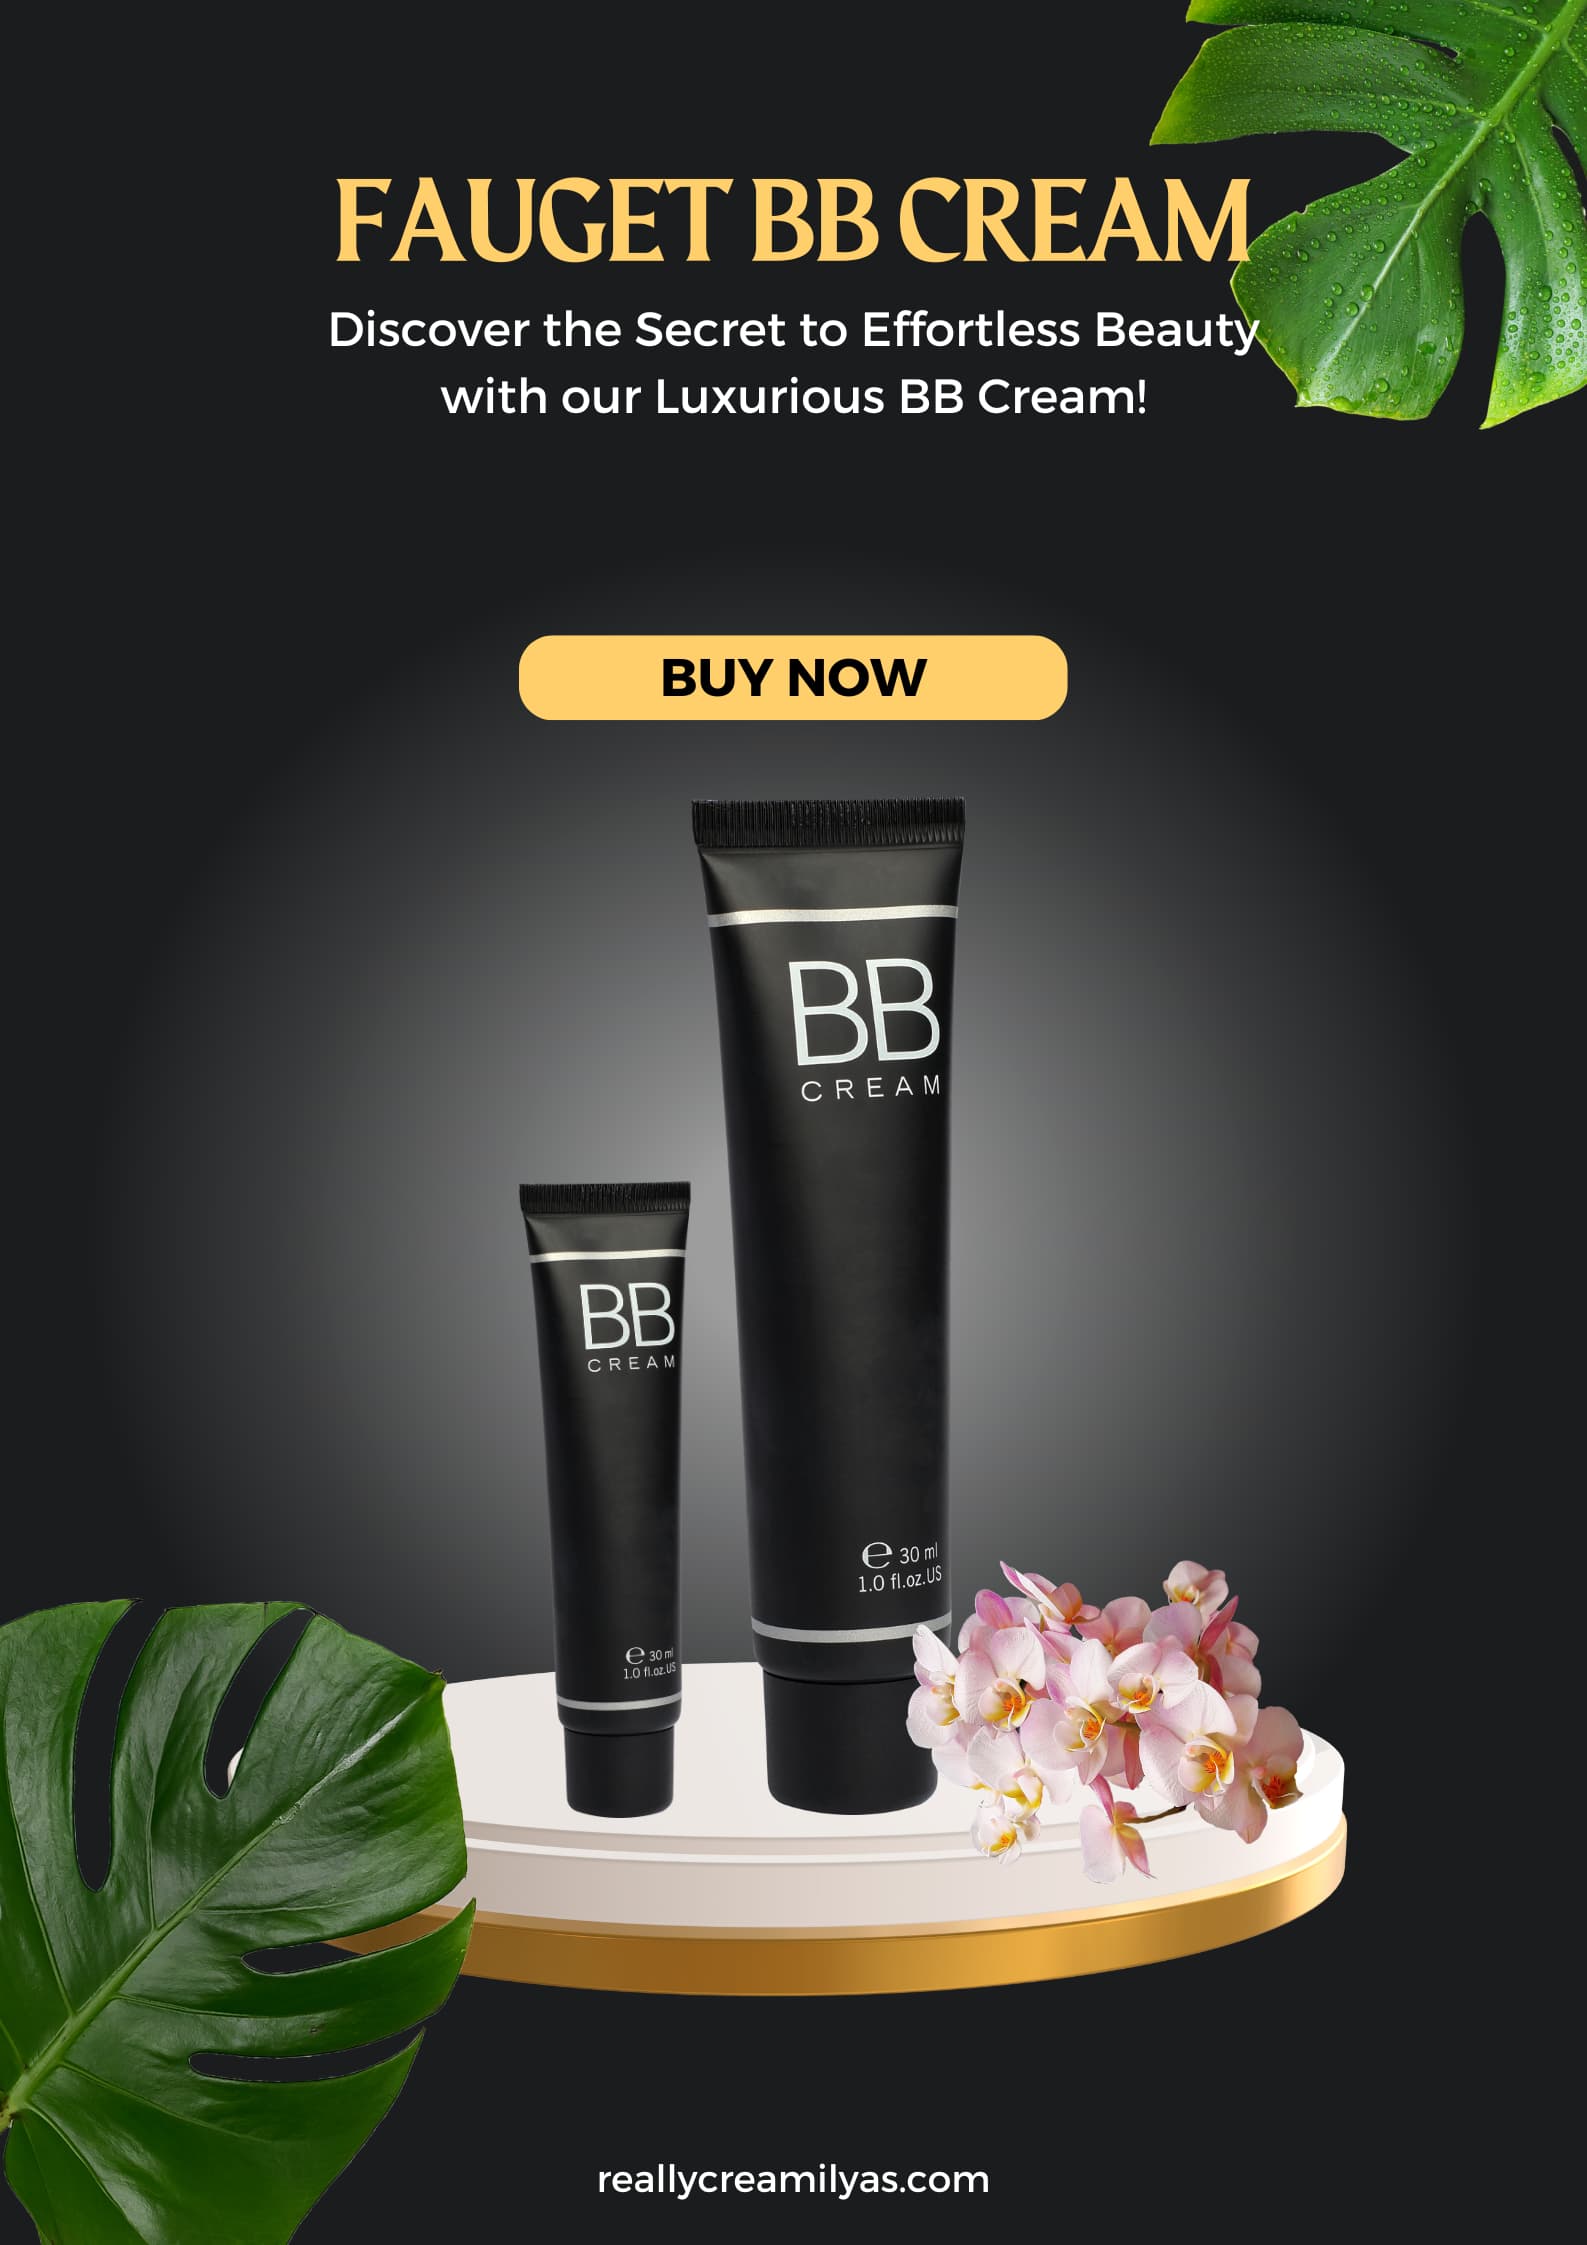 FAUGET BB CREAM
Discover the Secret to Effortless Beauty
with our Luxurious BB Cream!
BUY NOW
BB
CREAM
℮ 30 ml
1.0 fl.oz.US
BB
CREAM
℮ 30 ml
1.0 fl.oz.US
reallycreamilyas.com